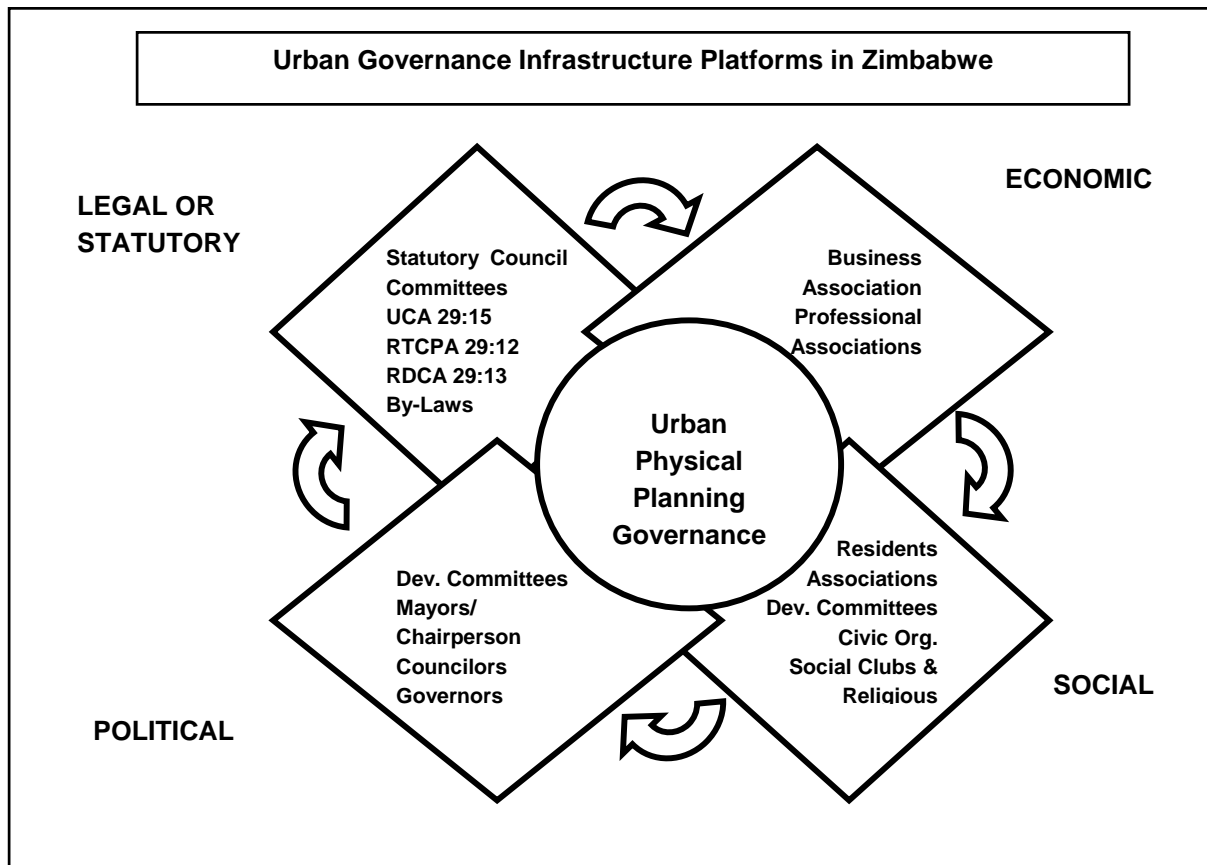 Urban Governance Infrastructure Platforms in Zimbabwe
LEGAL OR
STATUTORY
ECONOMIC
Statutory Council
Committees
UCA 29:15
RTCPA 29:12
RDCA 29:13
By-Laws
Business
Association
Professional
Associations
Urban
Physical
Planning
Governance
Dev. Committees
Mayors/
Chairperson
Councilors
Governors
Residents
Associations
Dev. Committees
Civic Org.
Social Clubs &
Religious
POLITICAL
SOCIAL